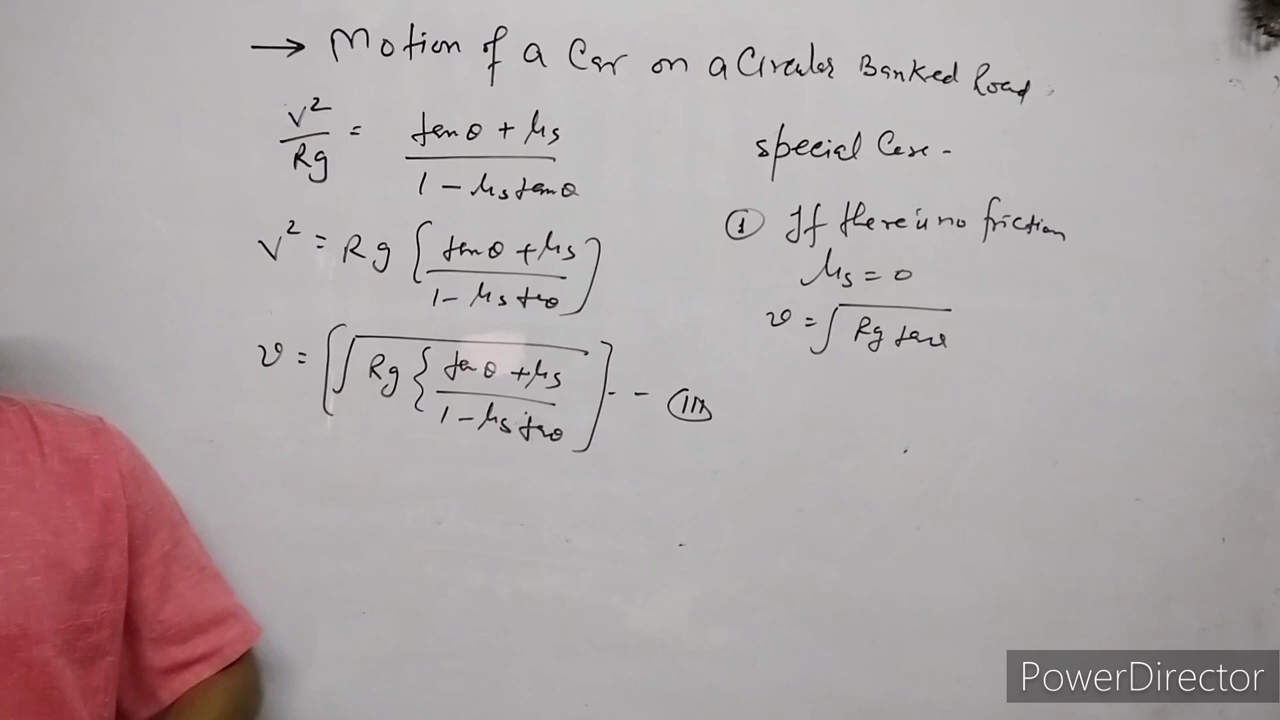 → Motion of a Car on a Circular Banked Road
V²/Rg = tanθ + μs / 1 - μs tanθ
V² = Rg [tanθ + μs / 1 - μs tanθ]
v = [√Rg {tanθ + μs / 1 - μs tanθ}] - - (III)
special Case -
① If there is no friction
μs = 0
v = √Rg tanθ
PowerDirector